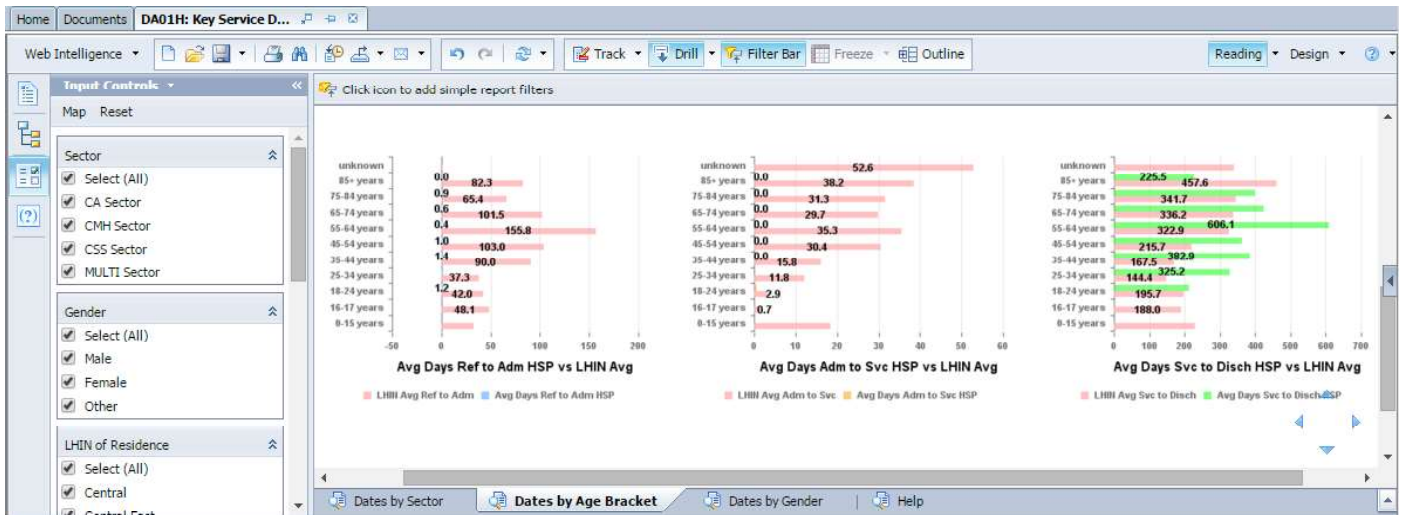 Home Documents DA01H: Key Service D...
Web Intelligence Track Drill Filter Bar Freeze Outline Reading Design
Input Controls
Map Reset
Click icon to add simple report filters
Sector
Select (All)
CA Sector
CMH Sector
CSS Sector
MULTI Sector
Gender
Select (All)
Male
Female
Other
LHIN of Residence
Select (All)
Central
Central East
unknown
85+ years 0.0 82.3
75-84 years 0.9 65.4
65-74 years 0.6 101.5
55-64 years 0.4 155.8
45-54 years 1.0 103.0
35-44 years 1.4 90.0
25-34 years 37.3
18-24 years 1.2 42.0
16-17 years 48.1
0-15 years
-50 0 50 100 150 200
Avg Days Ref to Adm HSP vs LHIN Avg
LHIN Avg Ref to Adm Avg Days Ref to Adm HSP
unknown 52.6
85+ years 0.0 38.2
75-84 years 0.0 31.3
65-74 years 0.0 29.7
55-64 years 0.0 35.3
45-54 years 0.0 30.4
35-44 years 0.0 15.8
25-34 years 11.8
18-24 years 2.9
16-17 years 0.7
0-15 years
0 10 20 30 40 50 60
Avg Days Adm to Svc HSP vs LHIN Avg
LHIN Avg Adm to Svc Avg Days Adm to Svc HSP
unknown
85+ years 225.5 457.6
75-84 years 341.7
65-74 years 336.2
55-64 years 322.9 606.1
45-54 years 215.7
35-44 years 167.5 382.9
25-34 years 144.4 325.2
18-24 years 195.7
16-17 years 188.0
0-15 years
0 100 200 300 400 500 600 700
Avg Days Svc to Disch HSP vs LHIN Avg
LHIN Avg Svc to Disch Avg Days Svc to Disch HSP
Dates by Sector Dates by Age Bracket Dates by Gender Help